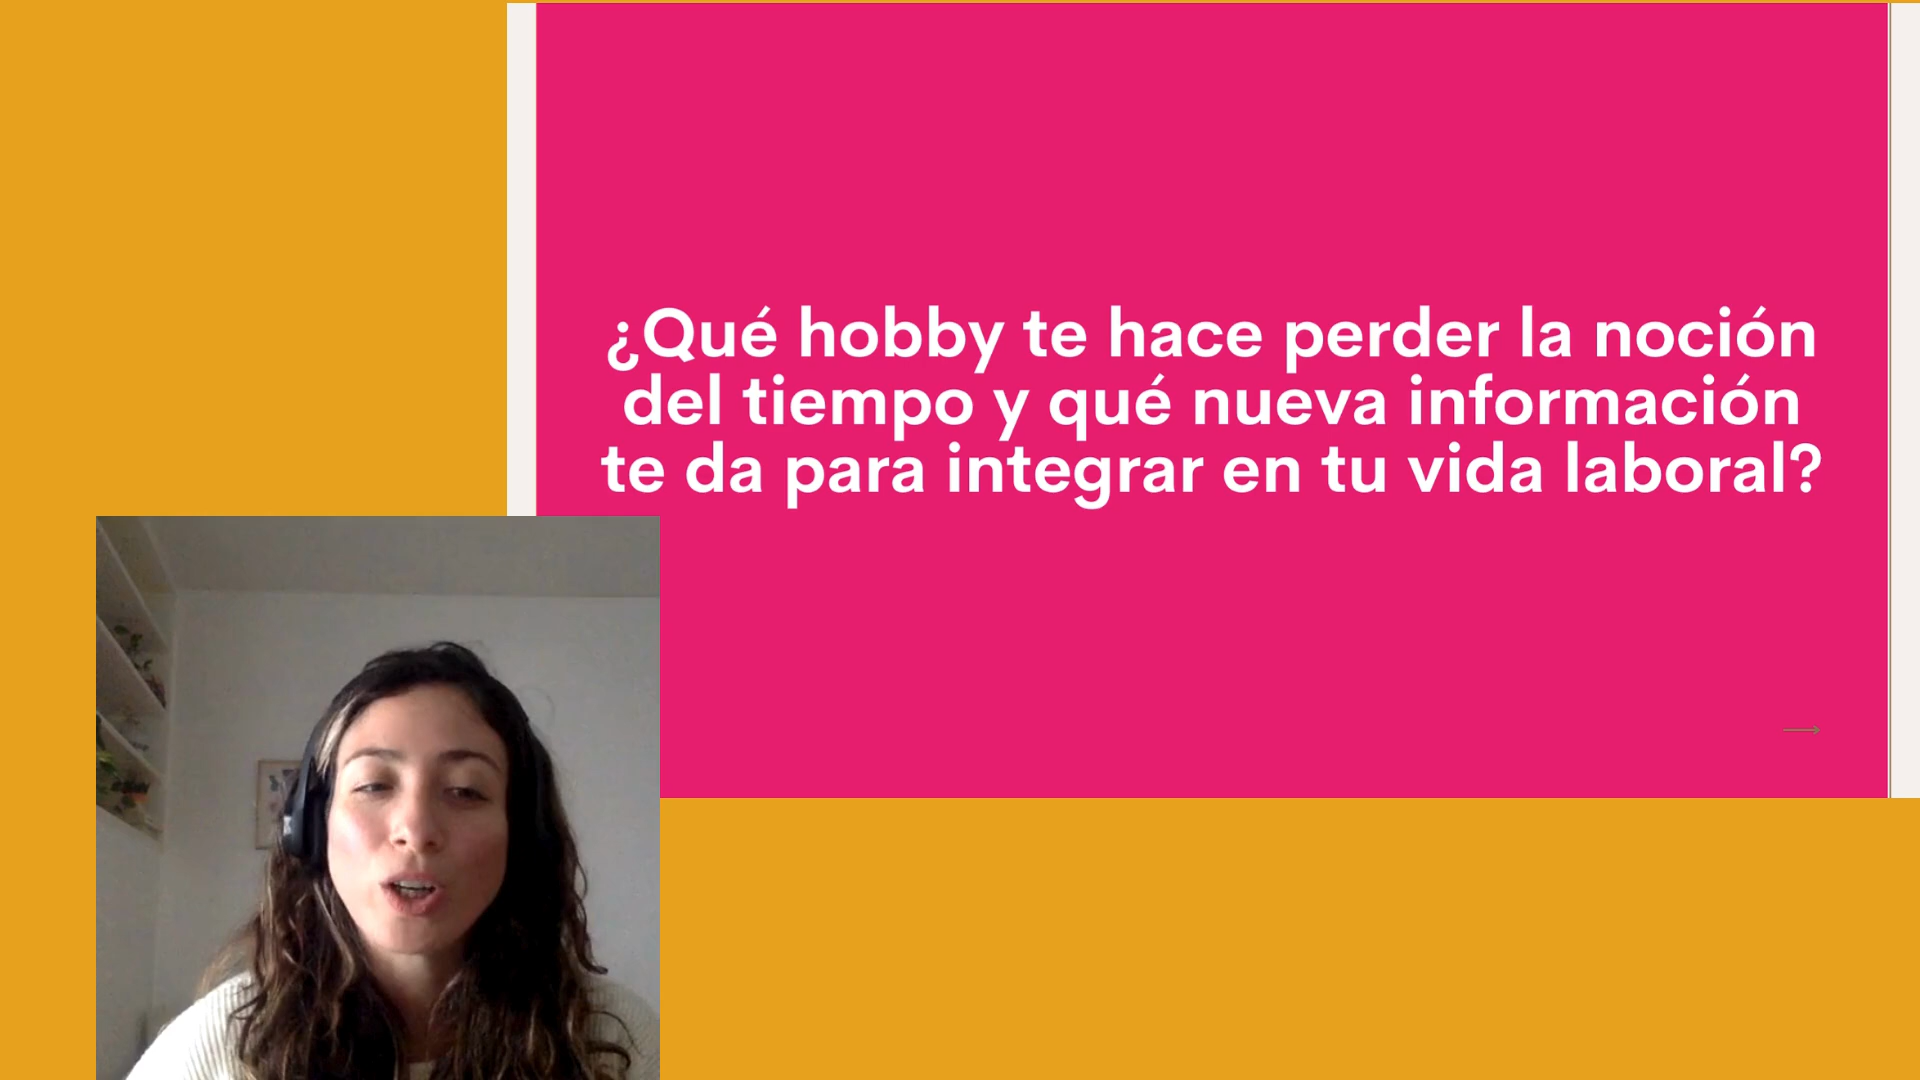 ¿Qué hobby te hace perder la noción
del tiempo y qué nueva información
te da para integrar en tu vida laboral?